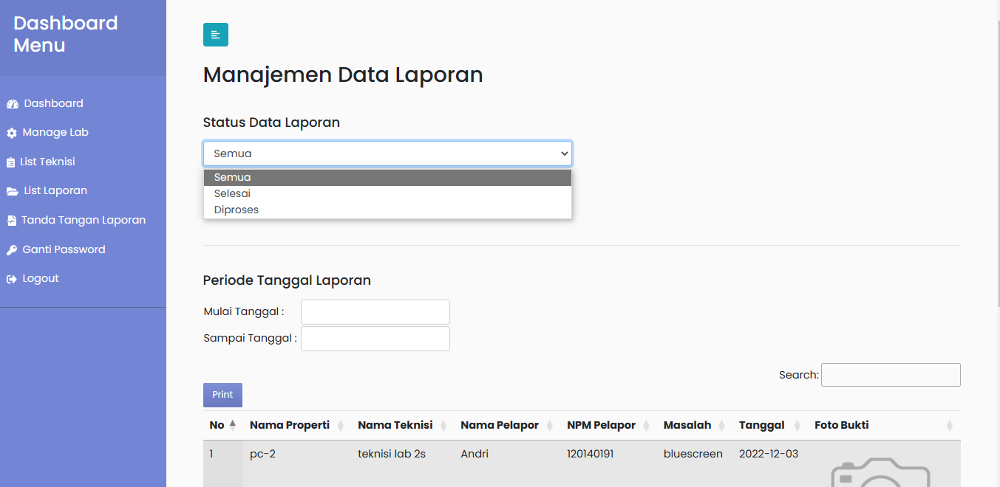 Dashboard
Menu
Dashboard
Manage Lab
List Teknisi
List Laporan
Tanda Tangan Laporan
Ganti Password
Logout
Manajemen Data Laporan
Status Data Laporan
Semua
Semua
Selesai
Diproses
Periode Tanggal Laporan
Mulai Tanggal :
Sampai Tanggal :
Search:
Print
No Nama Properti Nama Teknisi Nama Pelapor NPM Pelapor Masalah Tanggal Foto Bukti
1 pc-2 teknisi lab 2s Andri 120140191 bluescreen 2022-12-03